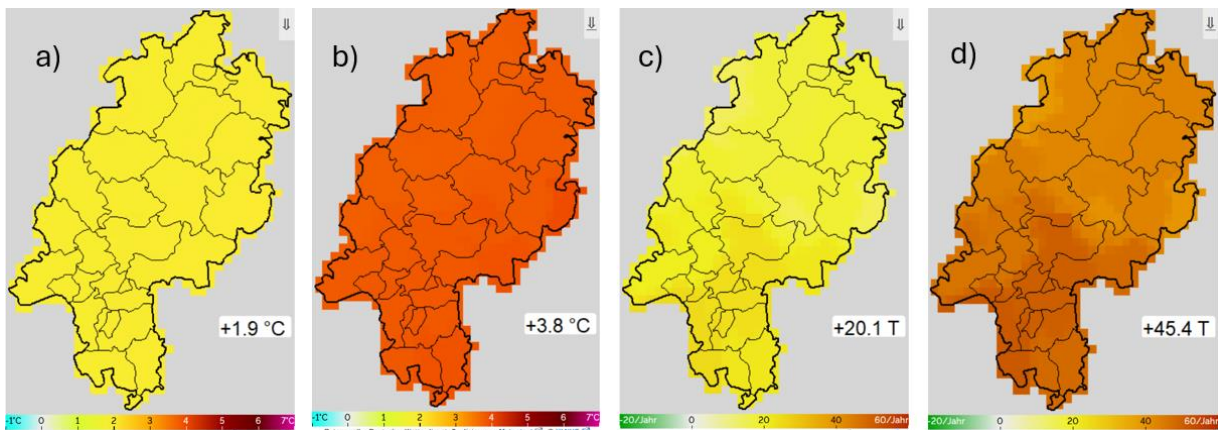 a)
b)
c)
d)
⇓
⇓
⇓
⇓
+1.9 °C
+3.8 °C
+20.1 T
+45.4 T
-1°C 0 1 2 3 4 5 6 7°C
-1°C 0 1 2 3 4 5 6 7°C
-20/Jahr 0 20 40 60/Jahr
-20/Jahr 0 20 40 60/Jahr